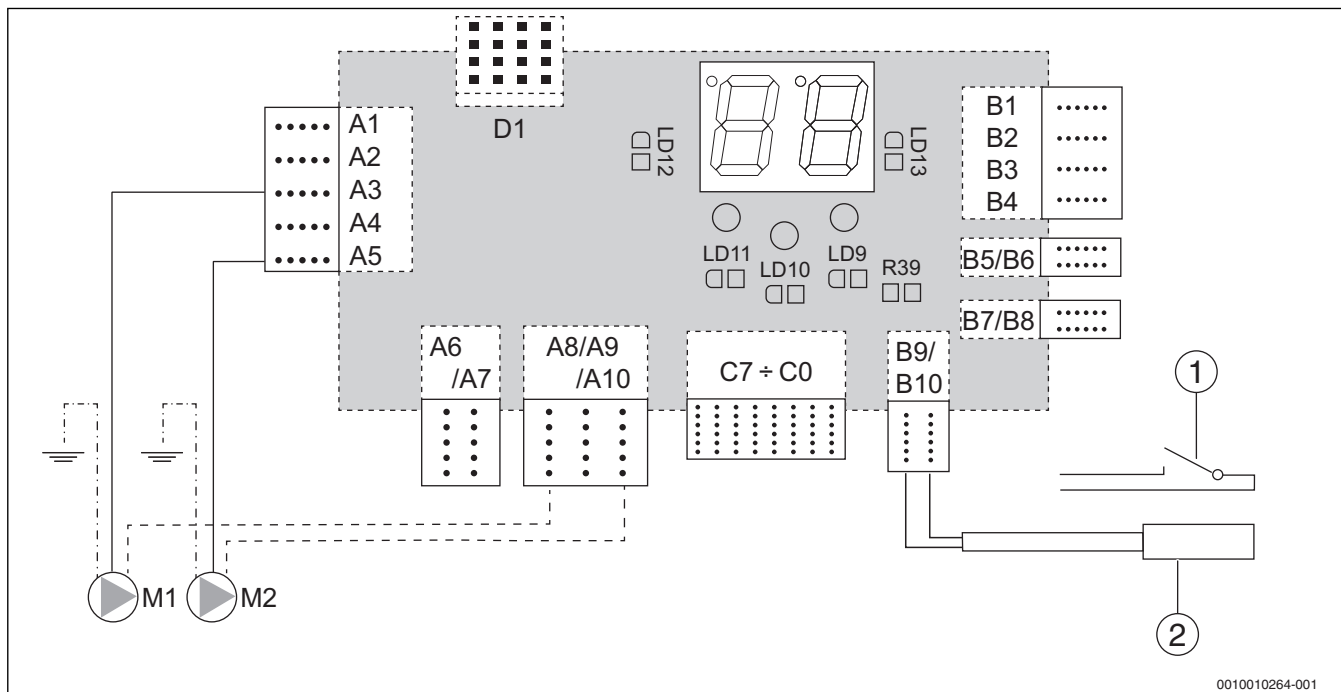 D1
A1
A2
A3
A4
A5
LD12
LD13
B1
B2
B3
B4
LD11
LD10
LD9
R39
B5/B6
B7/B8
A6
/A7
A8/A9
/A10
C7 ÷ C0
B9/
B10
1
M1
M2
2
0010010264-001